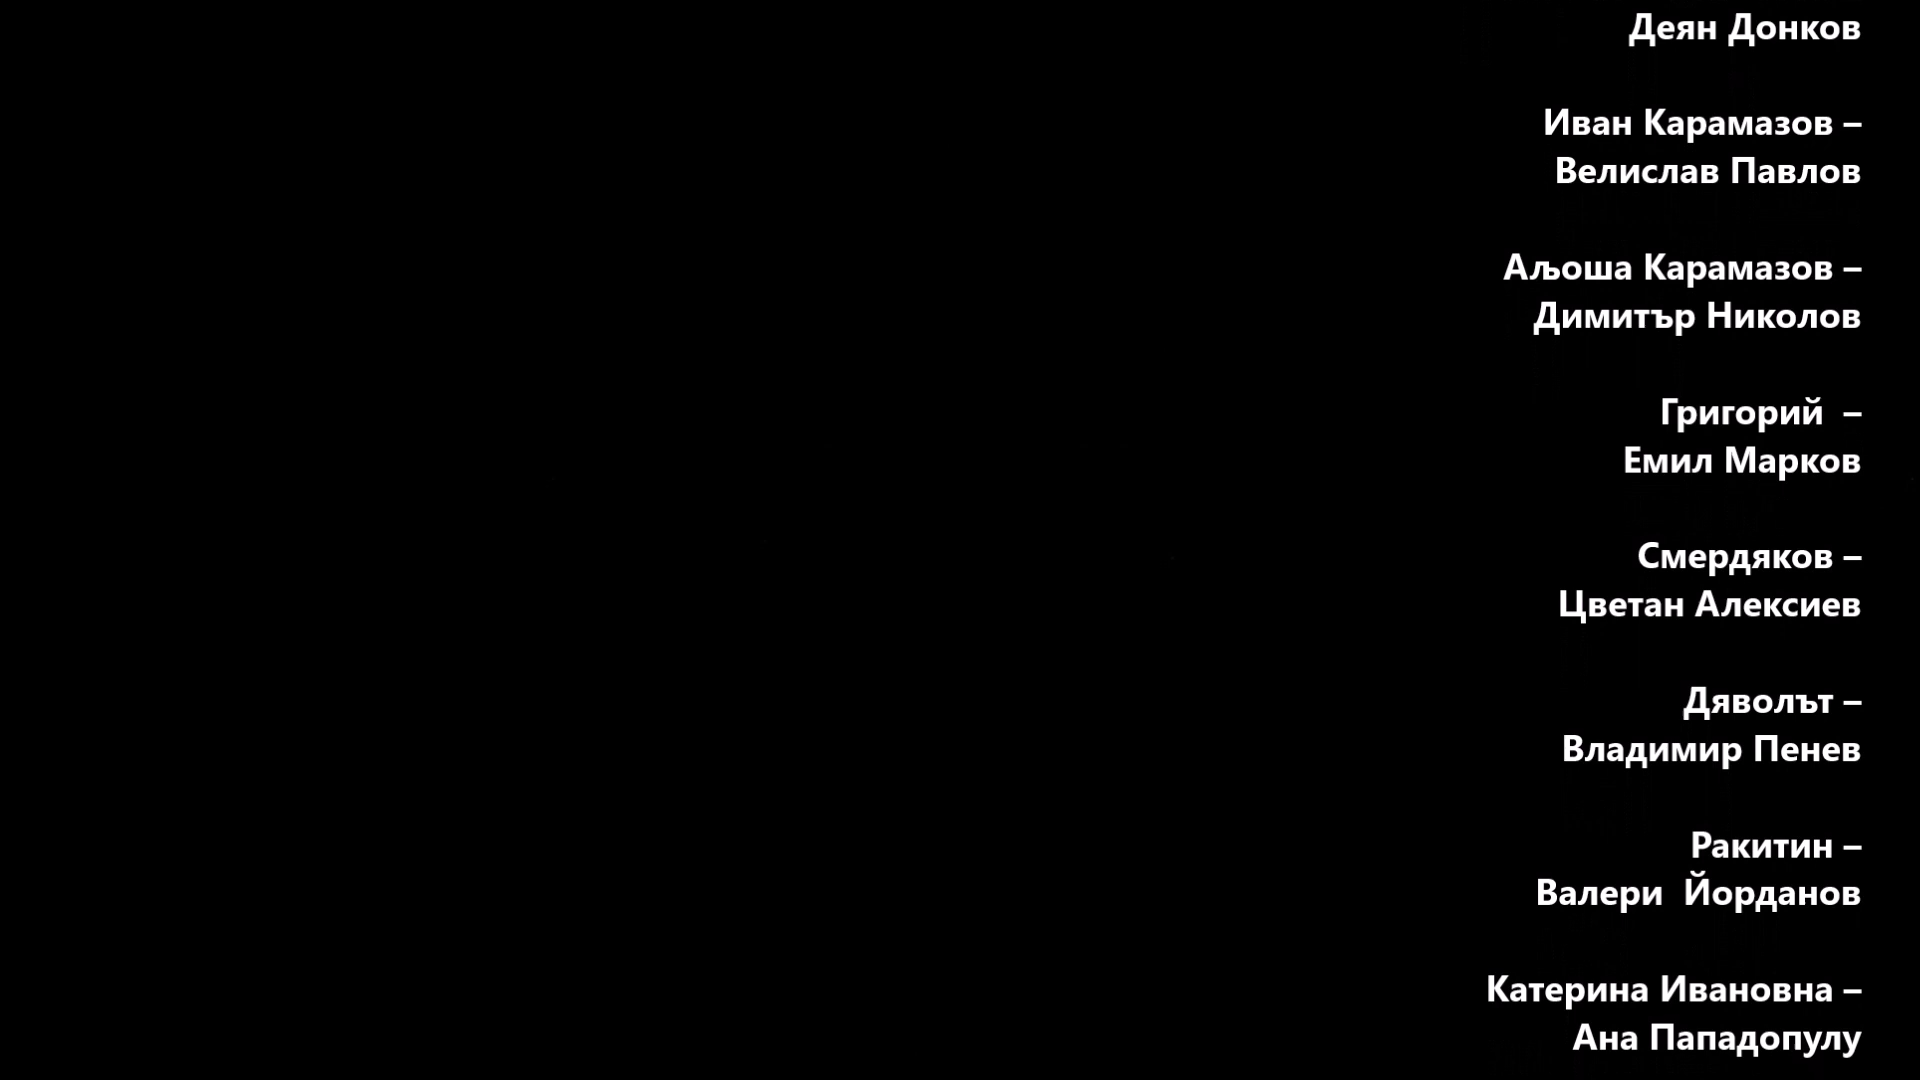 Деян Донков
Иван Карамазов –
Велислав Павлов
Аљоша Карамазов –
Димитър Николов
Григорий  –
Емил Марков
Смердяков –
Цветан Алексиев
Дяволът –
Владимир Пенев
Ракитин –
Валери  Йорданов
Катерина Ивановна –
Ана Пападопулу